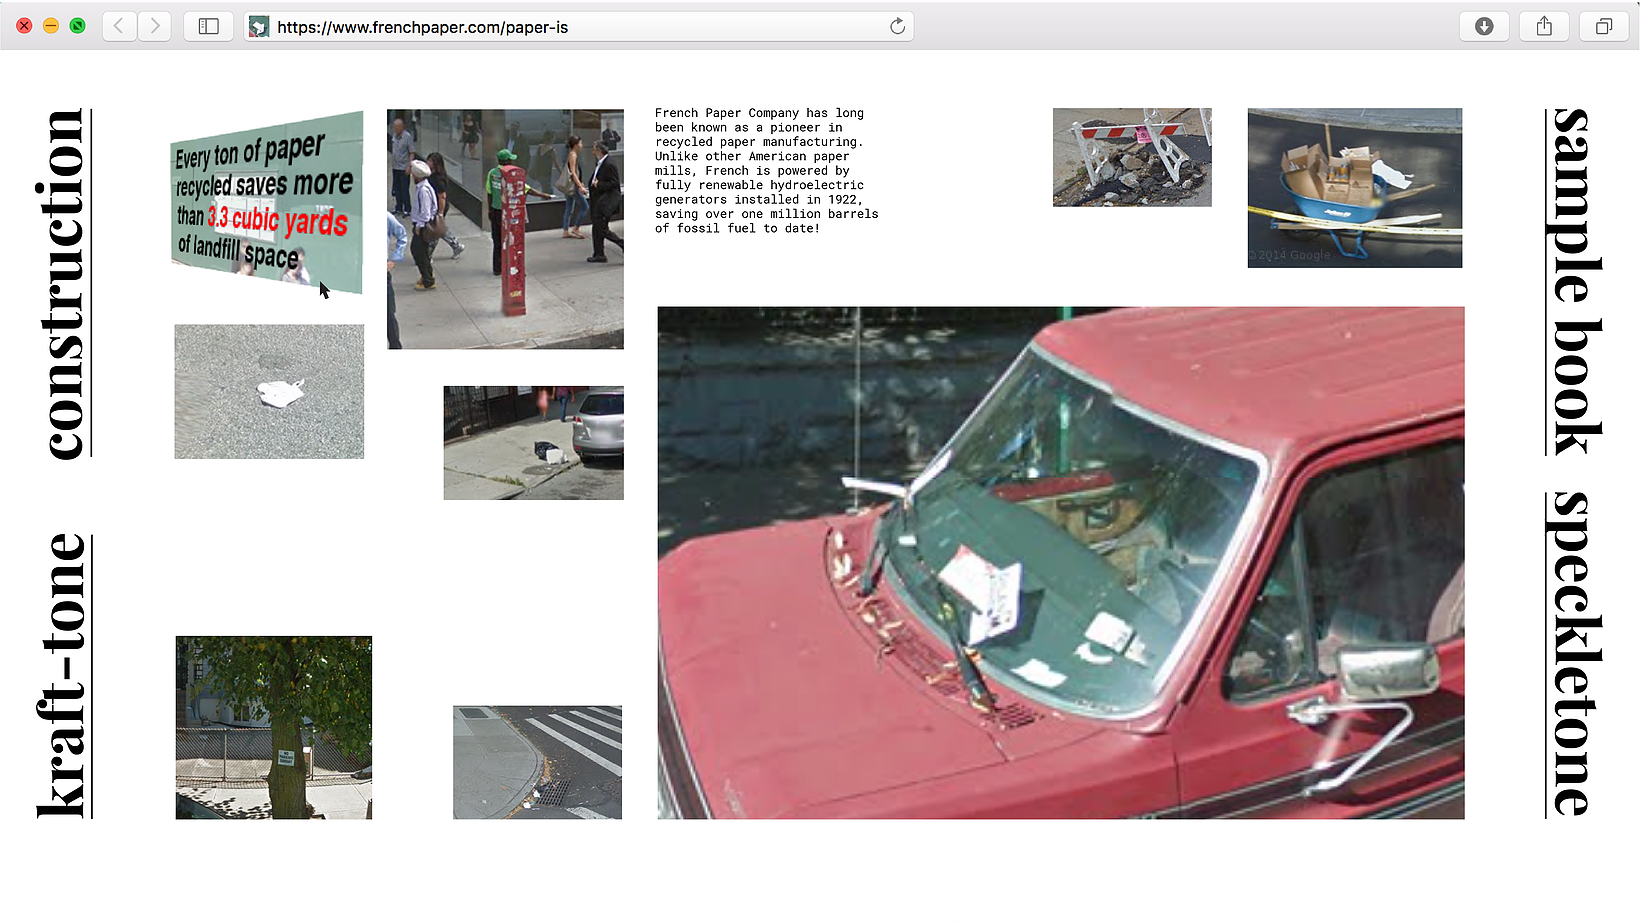 https://www.frenchpaper.com/paper-is
construction
Every ton of paper
recycled saves more
than 3.3 cubic yards
of landfill space
French Paper Company has long
been known as a pioneer in
recycled paper manufacturing.
Unlike other American paper
mills, French is powered by
fully renewable hydroelectric
generators installed in 1922,
saving over one million barrels
of fossil fuel to date!
© 2014 Google
sample book
kraft-tone
speckletone